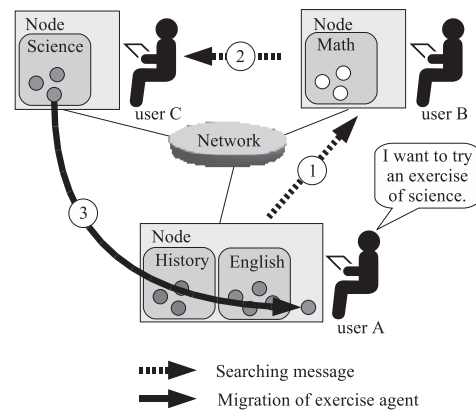 Node
Science
user C
2
Node
Math
user B
Network
1
I want to try
an exercise
of science.
3
Node
History
English
user A
Searching message
Migration of exercise agent